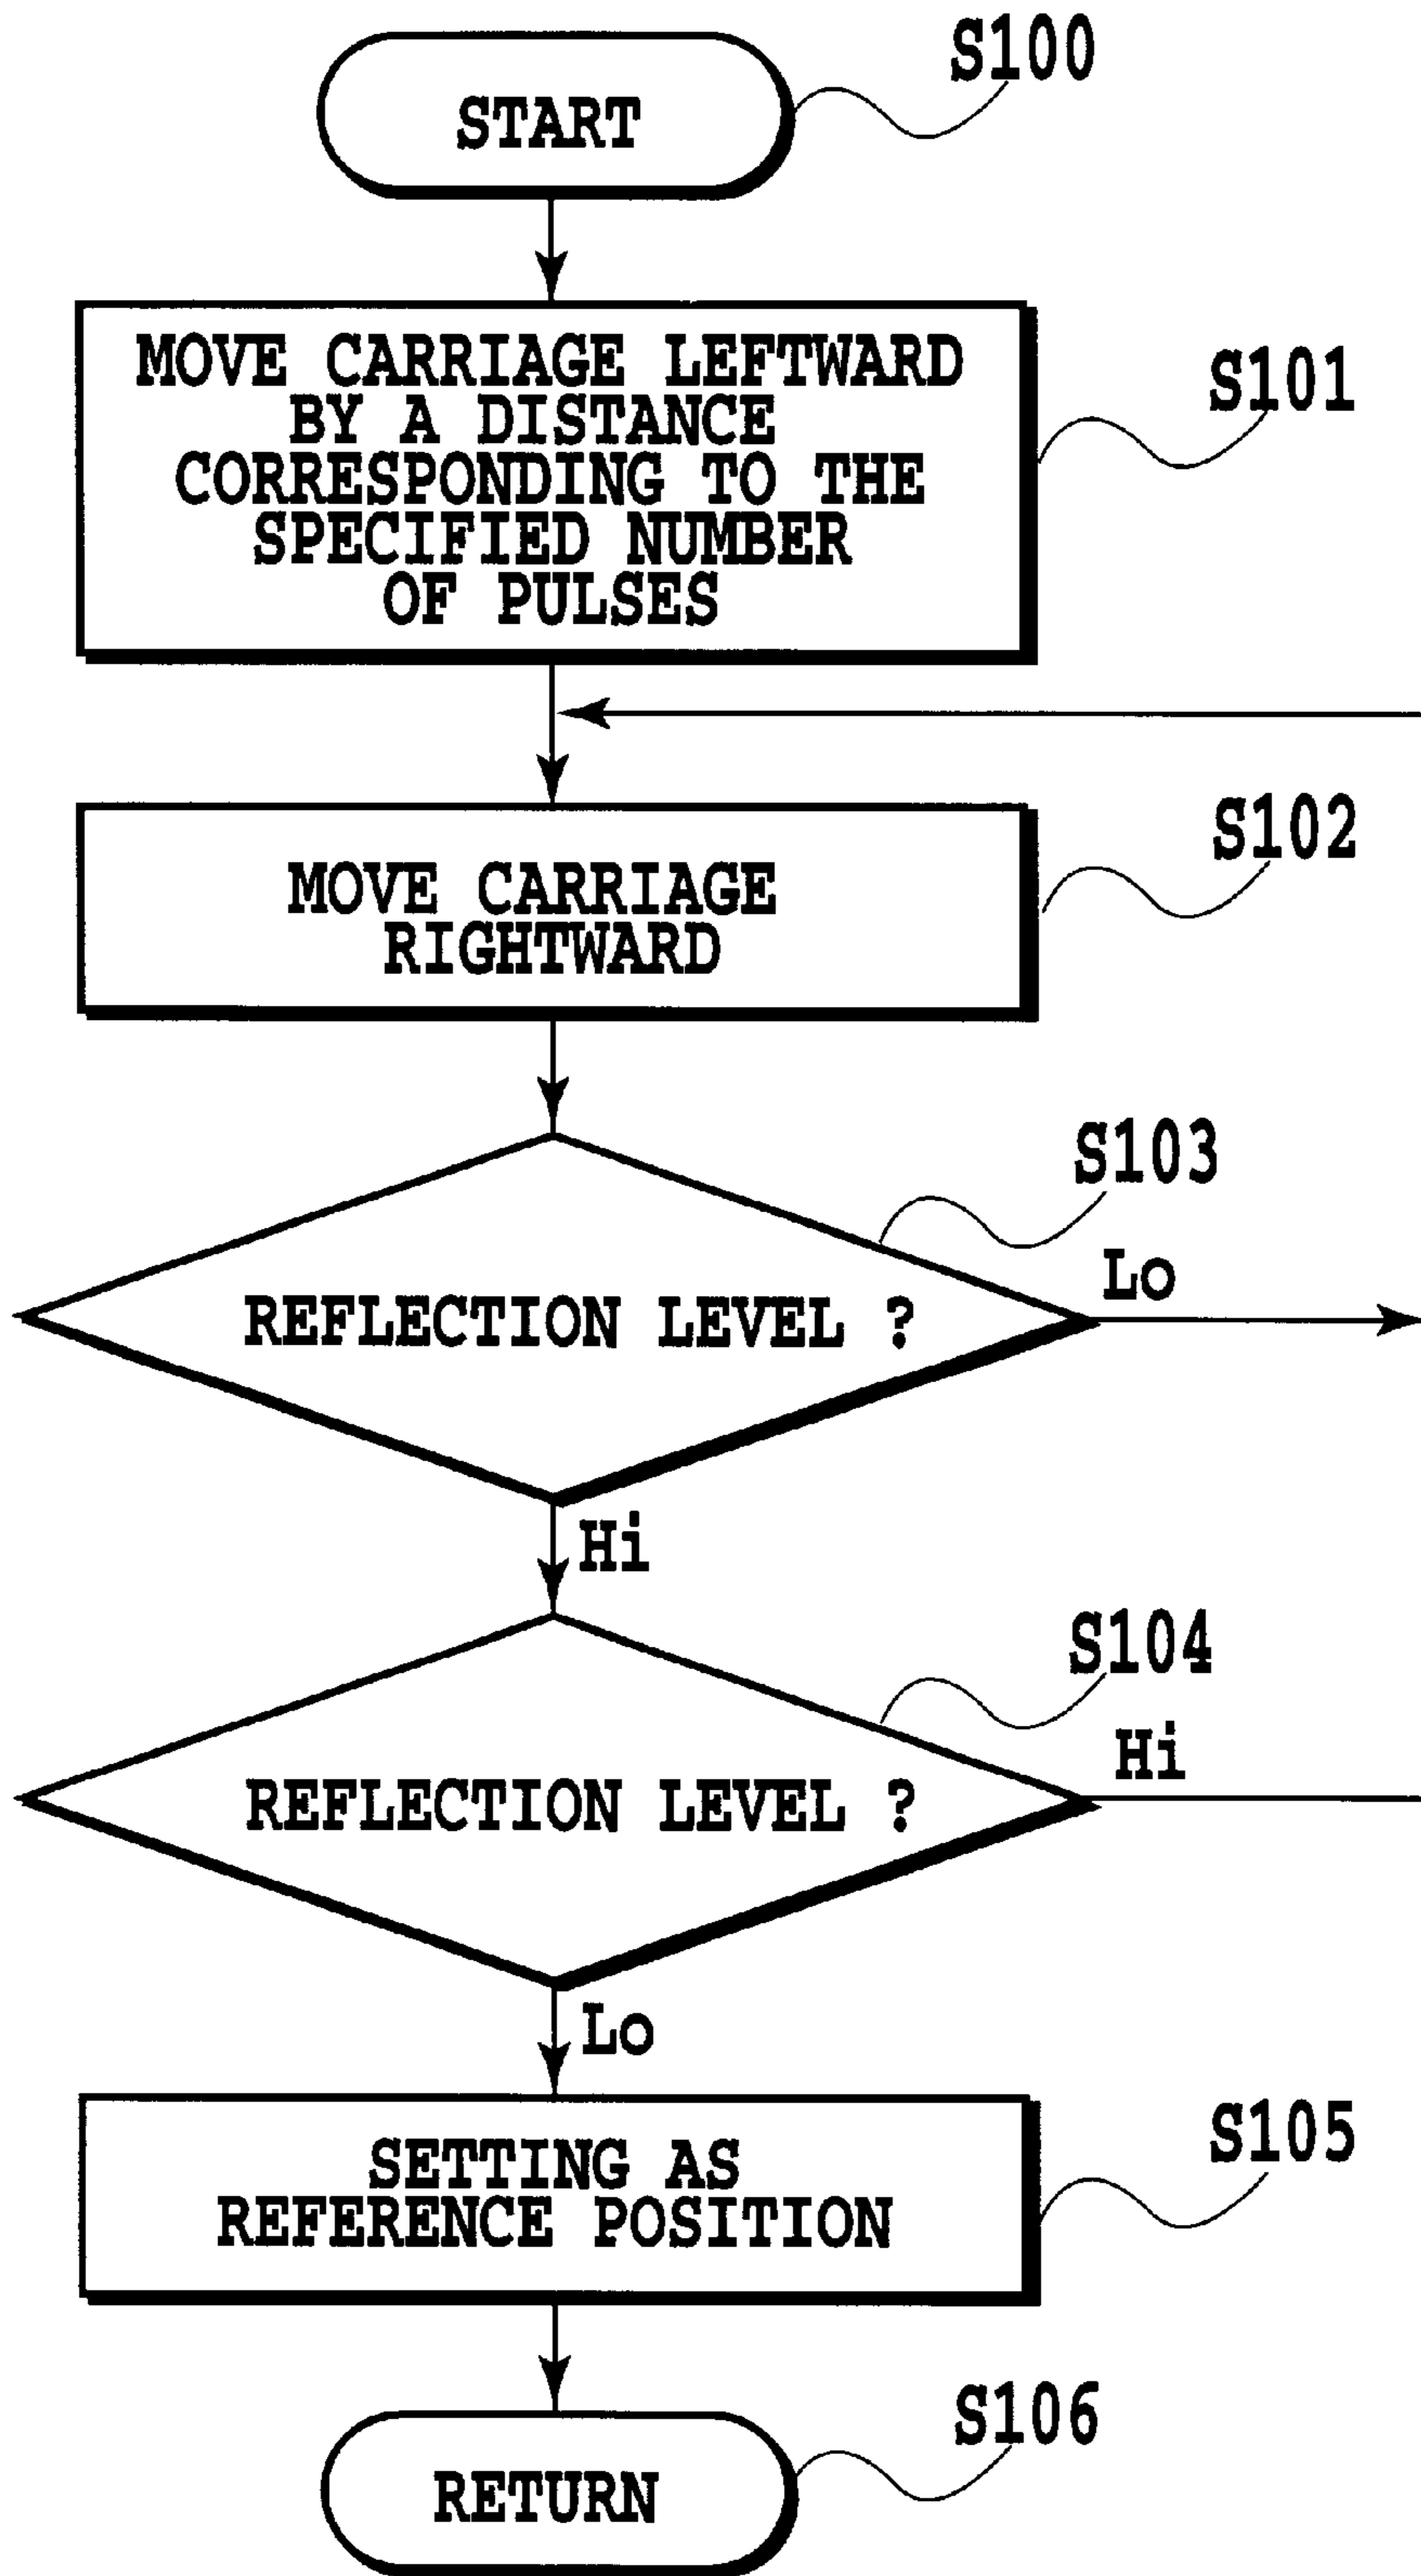 S100
START
S101
MOVE CARRIAGE LEFTWARD
BY A DISTANCE
CORRESPONDING TO THE
SPECIFIED NUMBER
OF PULSES
S102
MOVE CARRIAGE
RIGHTWARD
S103
Lo
REFLECTION LEVEL ?
Hi
S104
Hi
REFLECTION LEVEL ?
Lo
S105
SETTING AS
REFERENCE POSITION
S106
RETURN